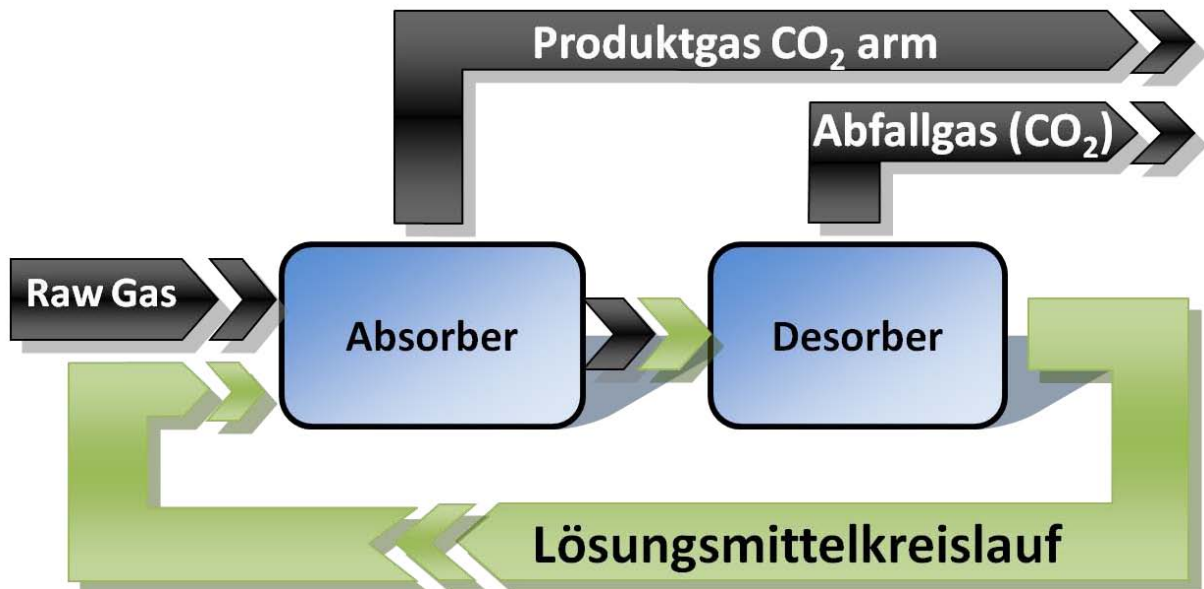 Produktgas CO₂ arm
Abfallgas (CO₂)
Raw Gas
Absorber
Desorber
Lösungsmittelkreislauf